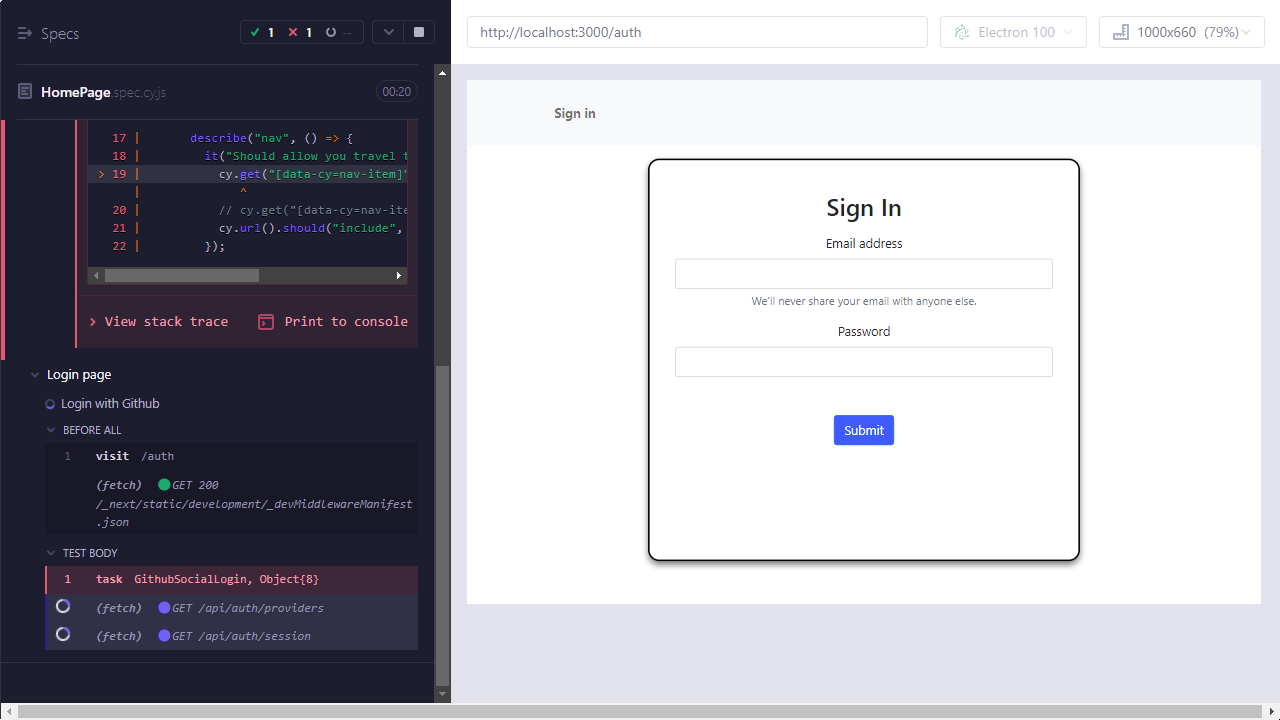 Specs
1 1 --
http://localhost:3000/auth
Electron 100
1000x660 (79%)
HomePage.spec.cy.js
00:20
17 | describe("nav", () => {
18 | it("Should allow you travel t
> 19 | cy.get("[data-cy=nav-item]"
| ^
20 | // cy.get("[data-cy=nav-ite
21 | cy.url().should("include",
22 | });
View stack trace
Print to console
Login page
Login with Github
BEFORE ALL
1 visit /auth
(fetch) GET 200
/_next/static/development/_devMiddlewareManifest
.json
TEST BODY
1 task GithubSocialLogin, Object{8}
(fetch) GET /api/auth/providers
(fetch) GET /api/auth/session
Sign in
Sign In
Email address
We'll never share your email with anyone else.
Password
Submit